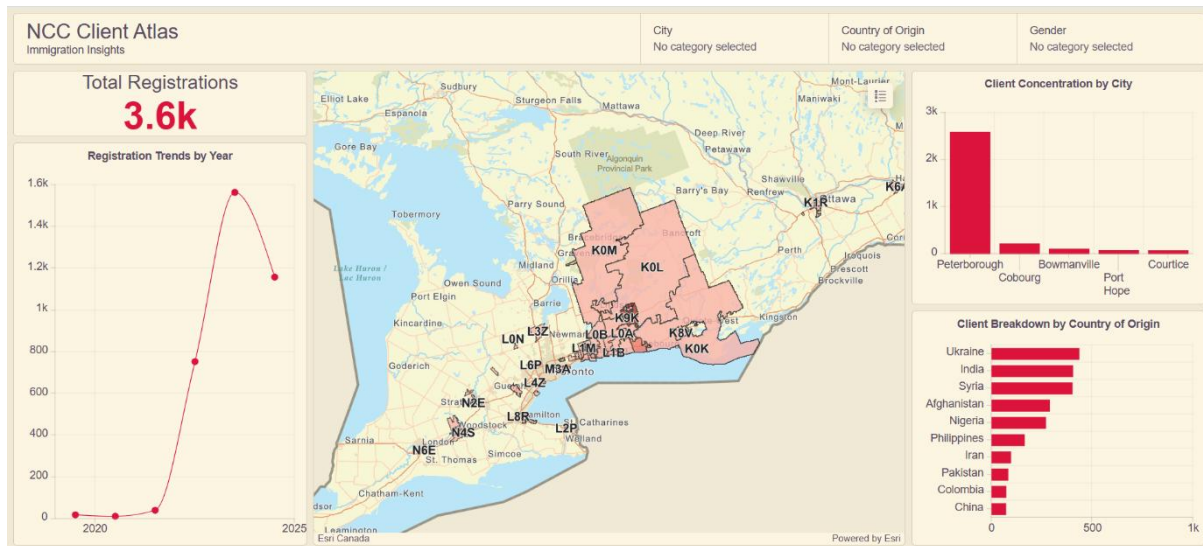 NCC Client Atlas
Immigration Insights
City
No category selected
Country of Origin
No category selected
Gender
No category selected
Total Registrations
3.6k
Registration Trends by Year
1.6k
1.4k
1.2k
1k
800
600
400
200
0
2020
2025
Elliot Lake
Sudbury
Sturgeon Falls
Mattawa
Mont-Laurier
Maniwaki
Espanola
Deep River
Petawawa
Gore Bay
South River
Algonquin
Provincial Park
Shawville
Renfrew
Ottawa
K6A
K1R
Barry's Bay
Parry Sound
Tobermory
Bancroft
Perth
K0M
K0L
Lake Huron /
Lac Huron
Midland
Orillia
Iroquois
Prescott
Brockville
Owen Sound
Port Elgin
Barrie
Kingston
Kincardine
L3Z
L0N
K9K
L0B
L0A
K8V
K0K
L1M
L1B
Goderich
L6P
M3A
L4Z
N2E
L8R
Hamilton
St. Catharines
L2P
Welland
Sarnia
London
Woodstock
N4S
N6E
St. Thomas
Simcoe
Chatham-Kent
Leamington
Esri Canada
Powered by Esri
Client Concentration by City
3k
2k
1k
0
Peterborough
Cobourg
Bowmanville
Port
Hope
Courtice
Client Breakdown by Country of Origin
Ukraine
India
Syria
Afghanistan
Nigeria
Philippines
Iran
Pakistan
Colombia
China
0
500
1k